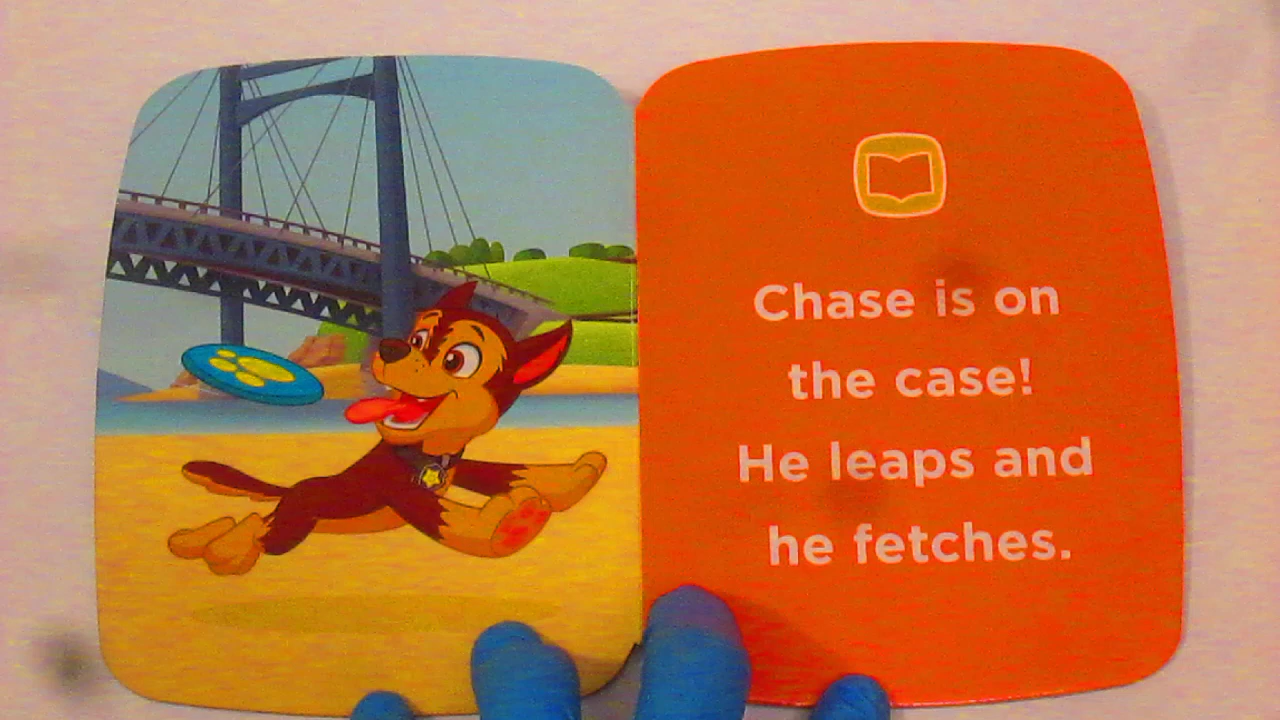 Chase is on
the case!
He leaps and
he fetches.